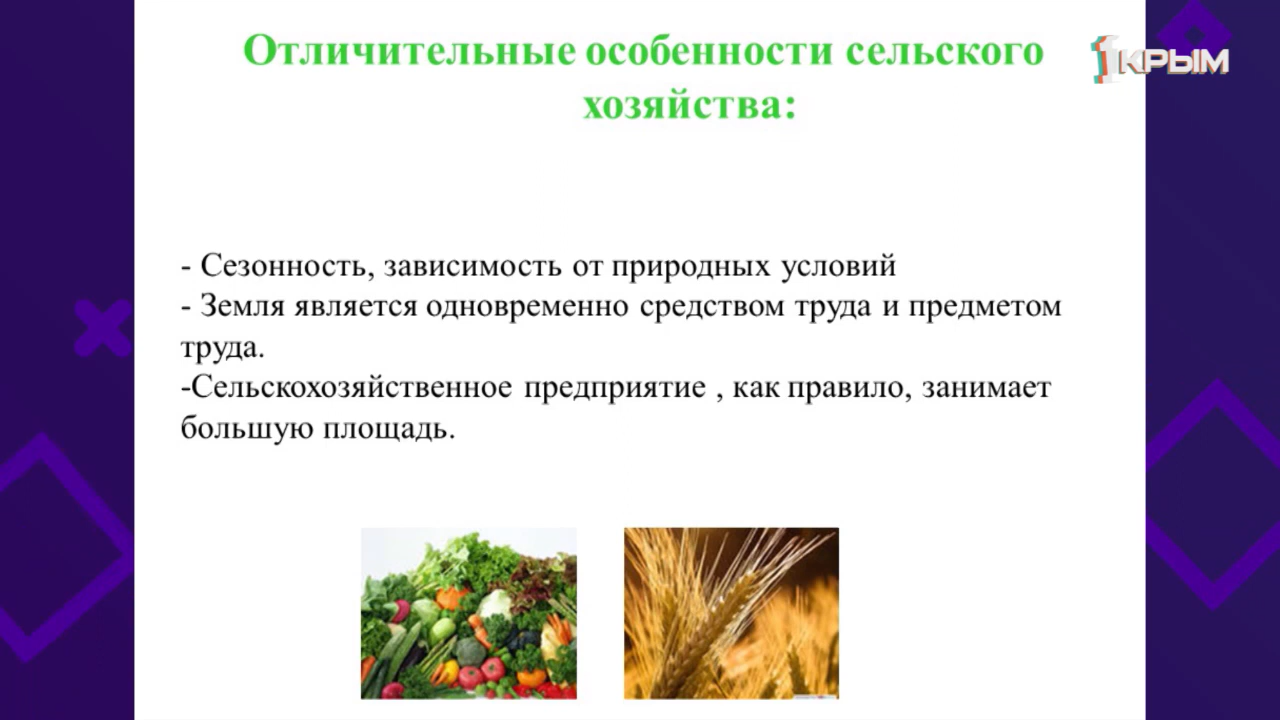 Отличительные особенности сельского
хозяйства:
1КРЫМ
- Сезонность, зависимость от природных условий
- Земля является одновременно средством труда и предметом
труда.
-Сельскохозяйственное предприятие , как правило, занимает
большую площадь.